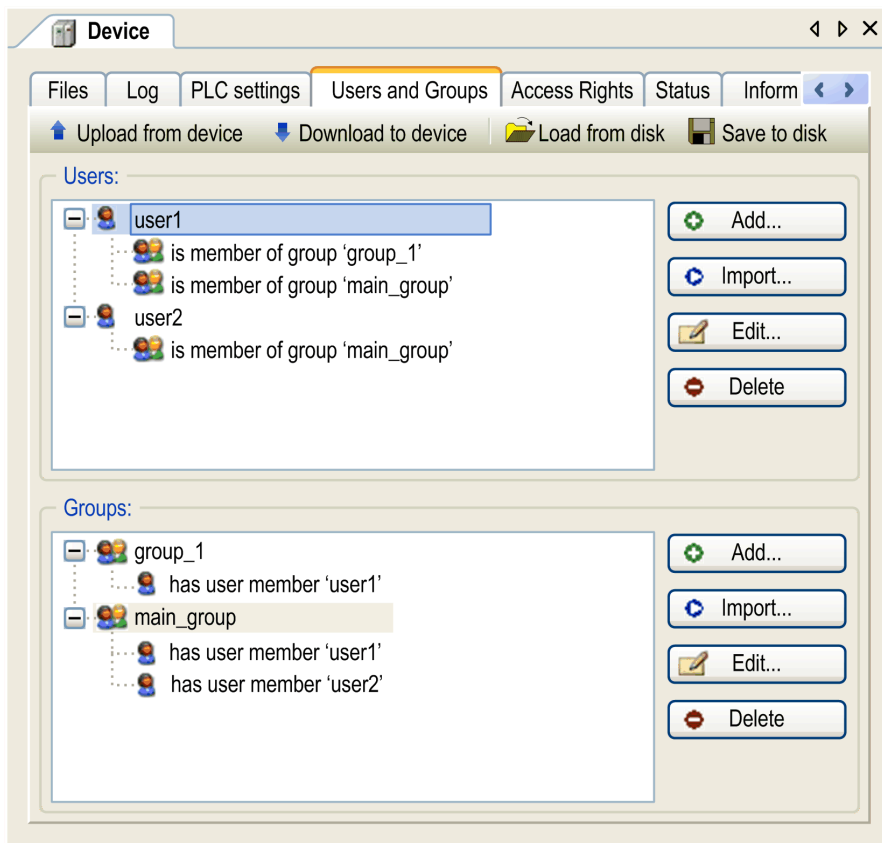 Device
Files Log PLC settings Users and Groups Access Rights Status Inform
Upload from device Download to device Load from disk Save to disk
Users:
user1
is member of group ‘group_1’
is member of group ‘main_group’
user2
is member of group ‘main_group’
Add...
Import...
Edit...
Delete
Groups:
group_1
has user member ‘user1’
main_group
has user member ‘user1’
has user member ‘user2’
Add...
Import...
Edit...
Delete